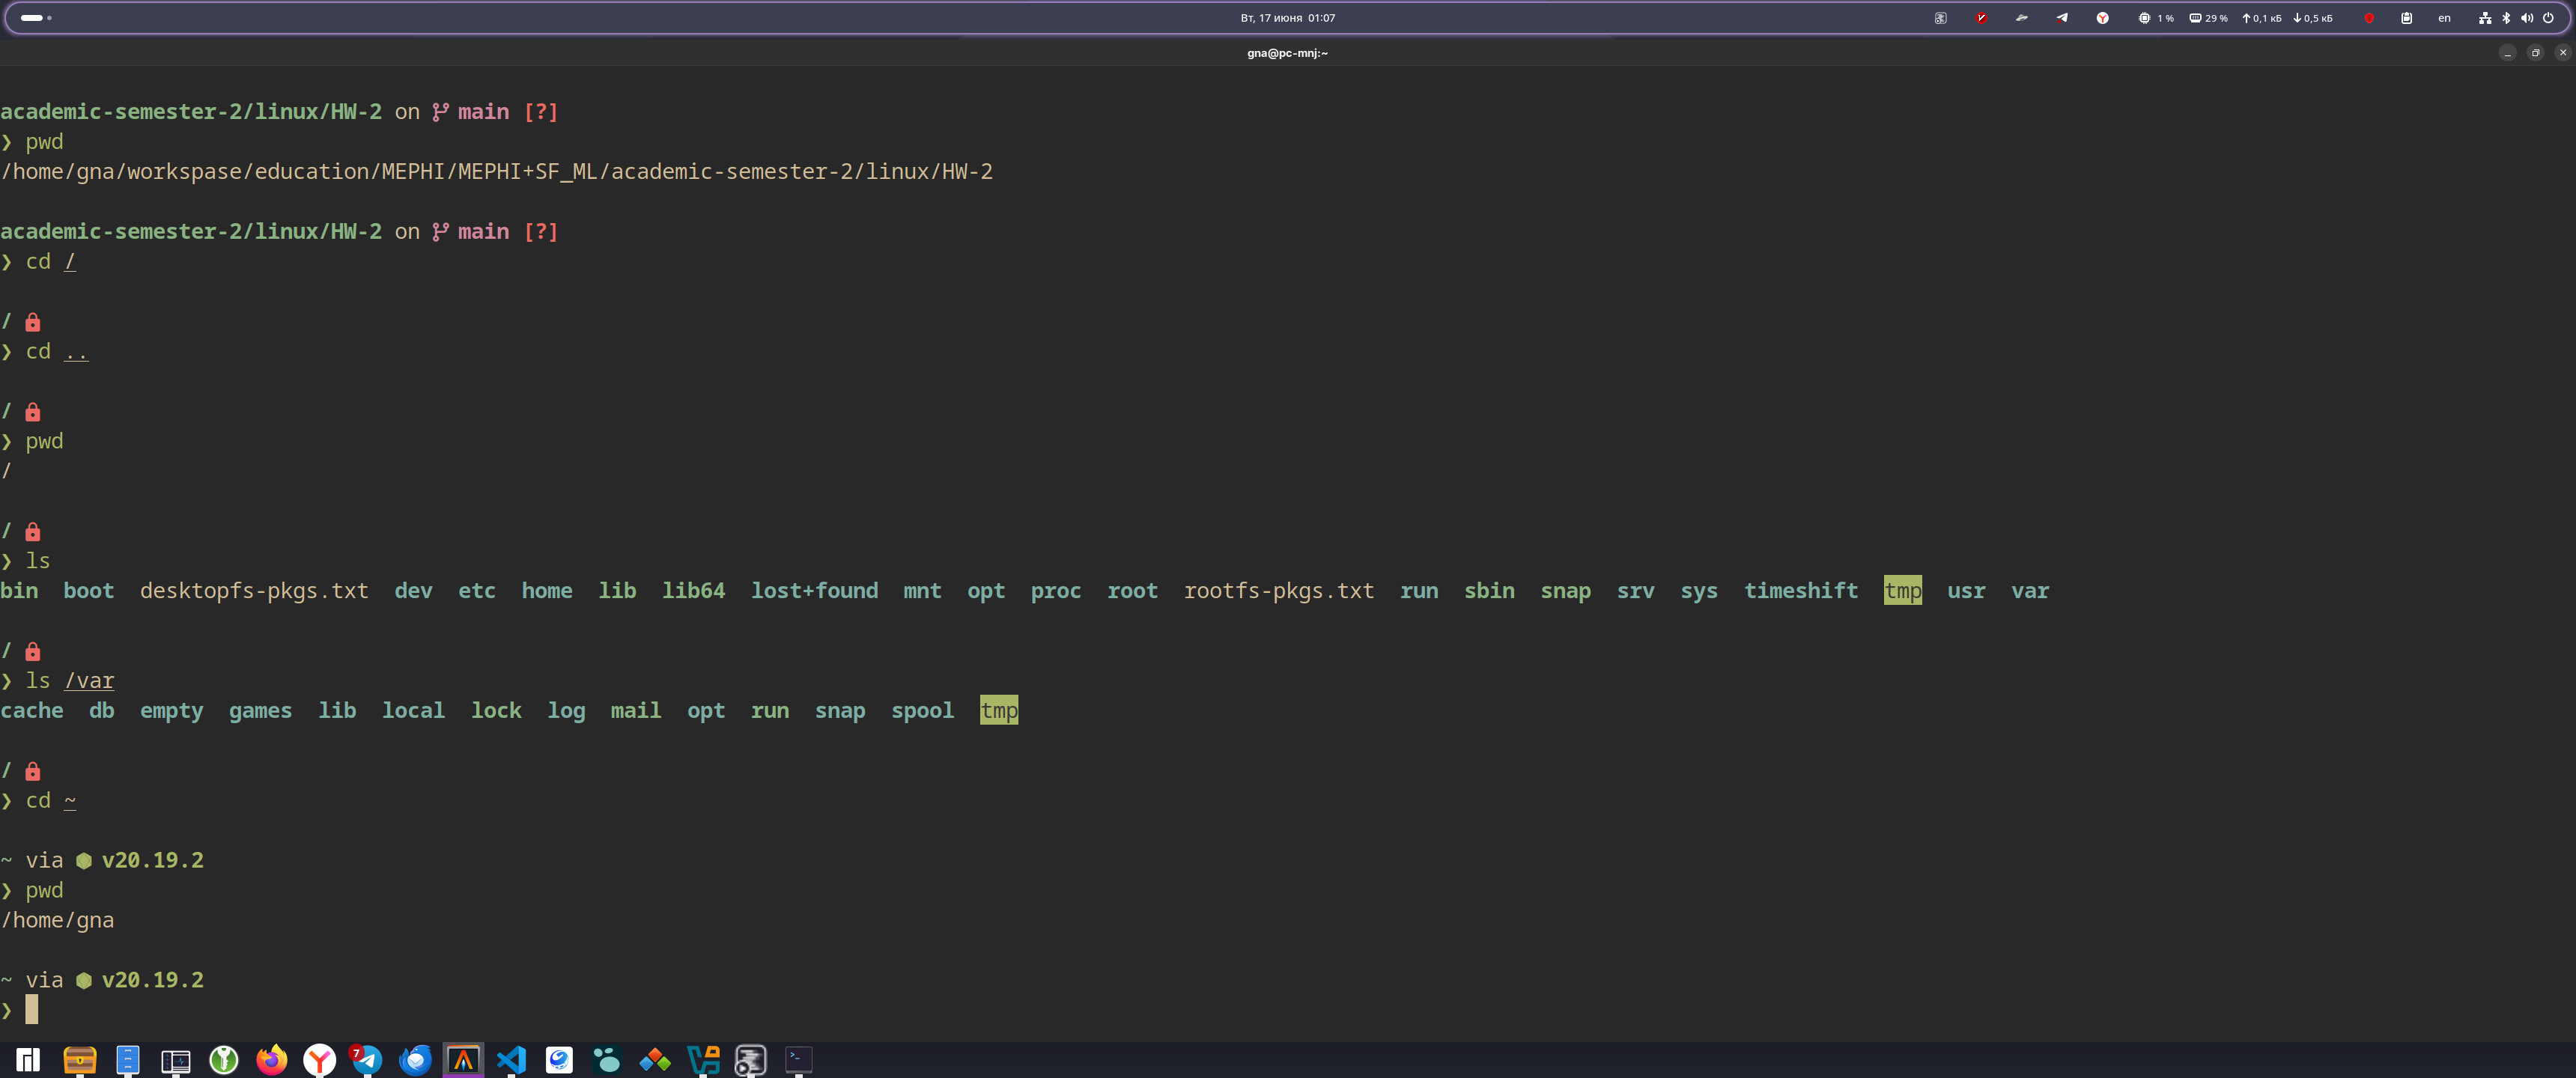 Вт, 17 июня 01:07
1 % 29 % 0,1 кБ 0,5 кБ en
gna@pc-mnj:~
academic-semester-2/linux/HW-2 on main [?]
❯ pwd
/home/gna/workspase/education/MEPHI/MEPHI+SF_ML/academic-semester-2/linux/HW-2
academic-semester-2/linux/HW-2 on main [?]
❯ cd /
/
❯ cd ..
/
❯ pwd
/
/
❯ ls
bin boot desktopfs-pkgs.txt dev etc home lib lib64 lost+found mnt opt proc root rootfs-pkgs.txt run sbin snap srv sys timeshift tmp usr var
/
❯ ls /var
cache db empty games lib local lock log mail opt run snap spool tmp
/
❯ cd ~
~ via v20.19.2
❯ pwd
/home/gna
~ via v20.19.2
❯
7